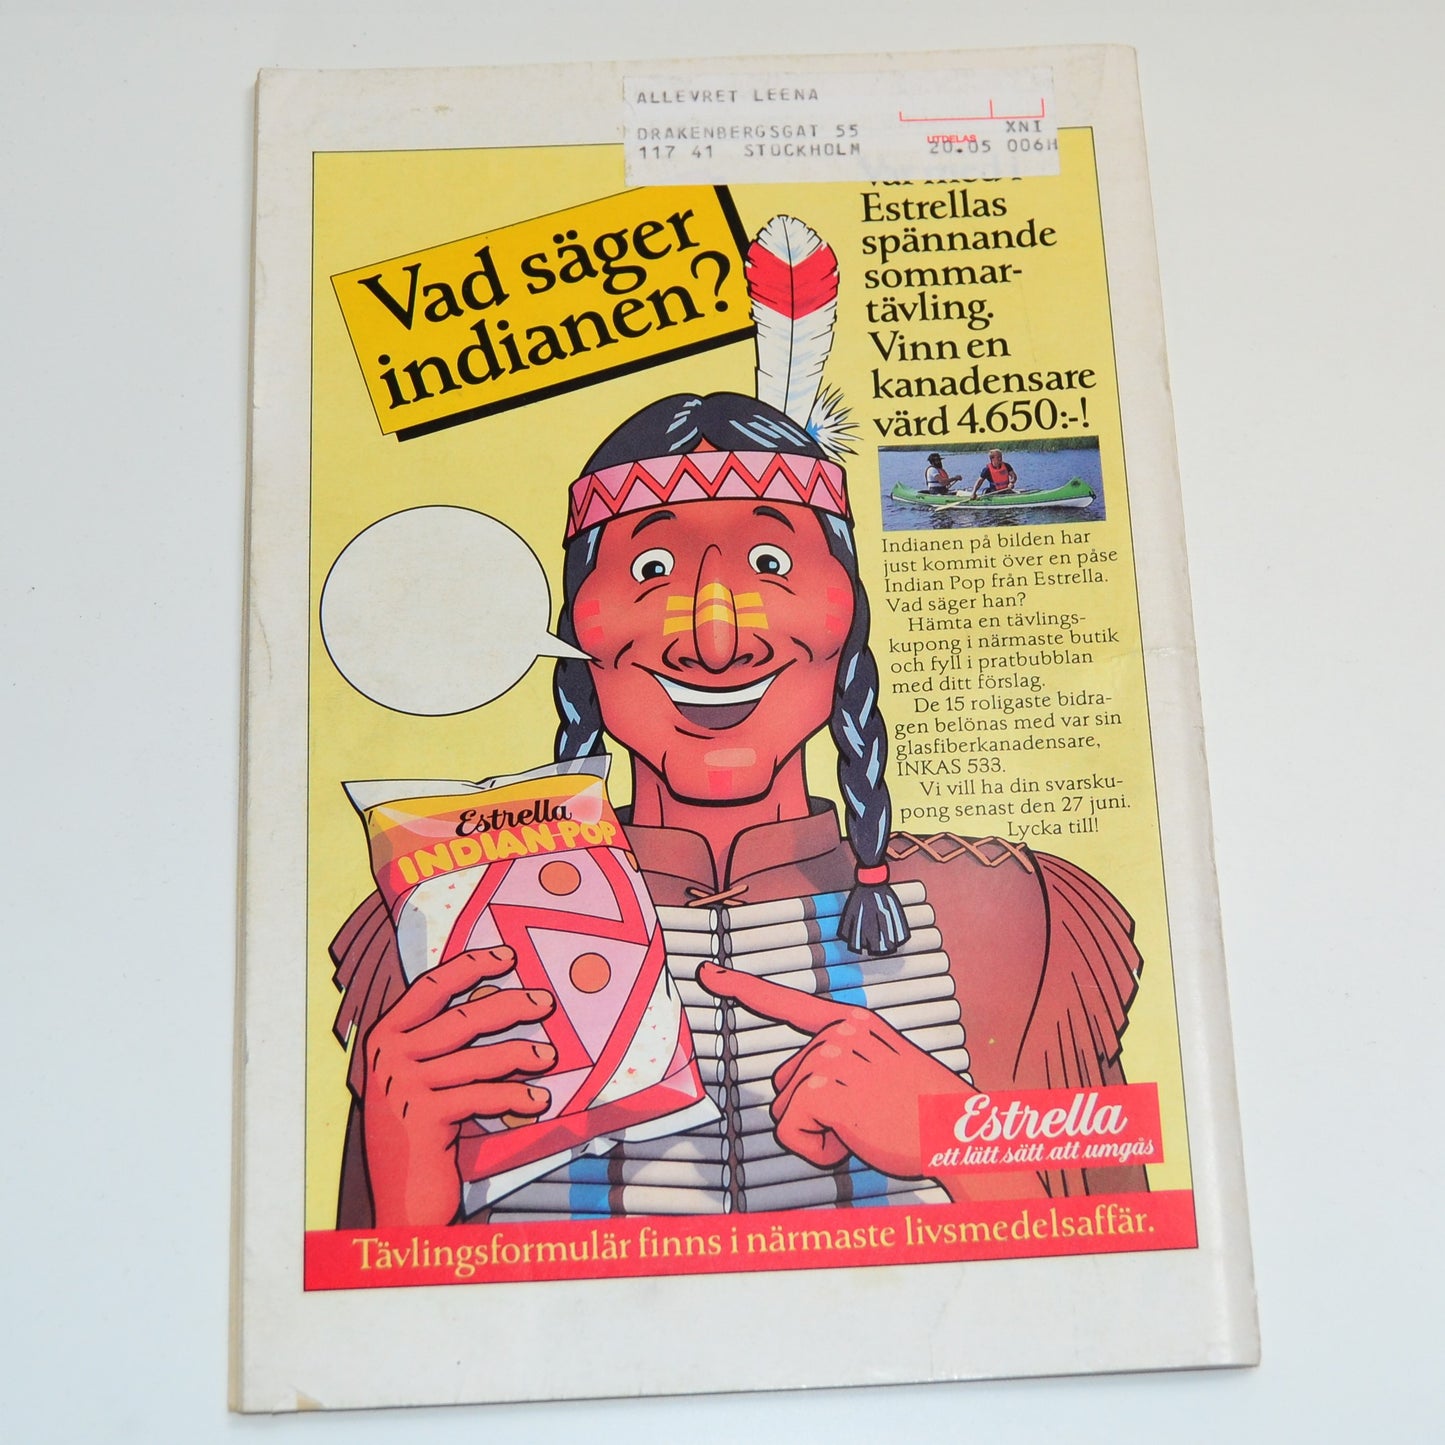 ALLEVRET LEENA
DRAKENBERGSGAT 55 XNI
117 41 STOCKHOLM UTDELAS 20.05 006H
Vad säger
indianen?
Var med i
Estrellas
spännande
sommar-
tävling.
Vinn en
kanadensare
värd 4.650:-!
Indianen på bilden har
just kommit över en påse
Indian Pop från Estrella.
Vad säger han?
Hämta en tävlings-
kupong i närmaste butik
och fyll i pratbubblan
med ditt förslag.
De 15 roligaste bidra-
gen belönas med var sin
glasfiberkanadensare,
INKAS 533.
Vi vill ha din svarsku-
pong senast den 27 juni.
Lycka till!
Estrella
INDIAN-POP
Estrella
ett lätt sätt att umgås
Tävlingsformulär finns i närmaste livsmedelsaffär.